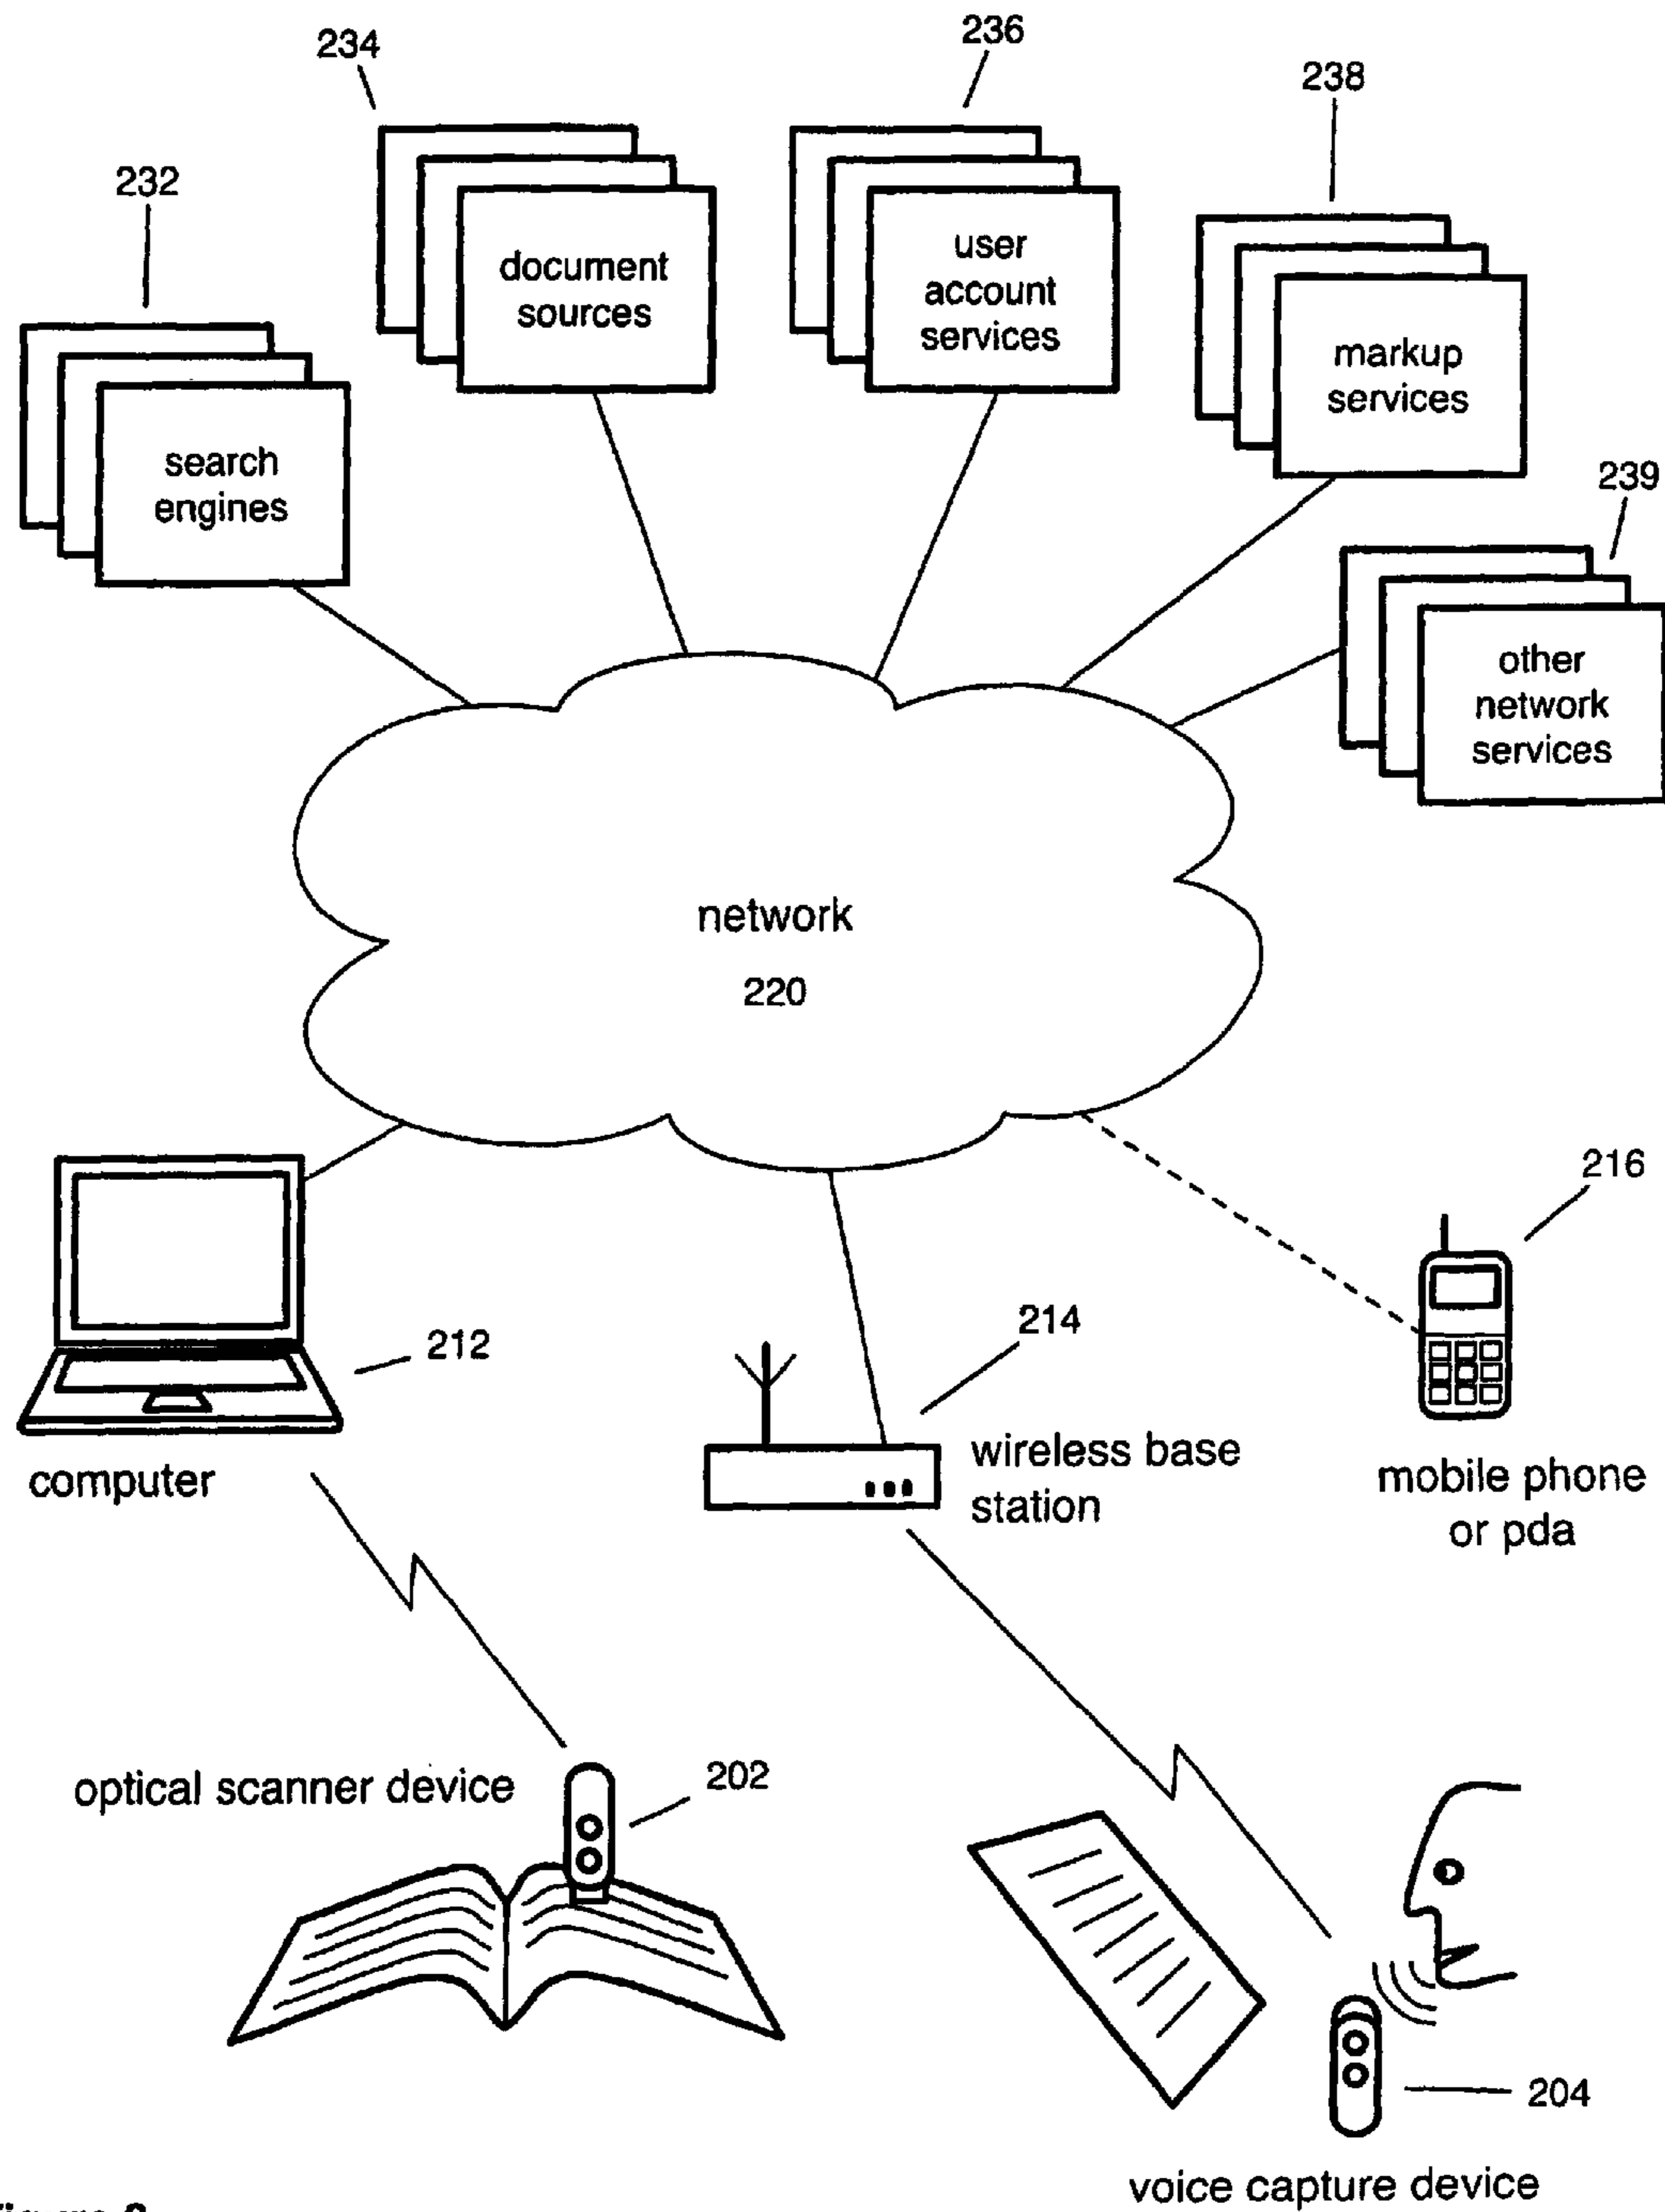 234
236
238
232
document
sources
user
account
services
markup
services
search
engines
239
other
network
services
network
220
216
214
212
wireless base
station
computer
mobile phone
or pda
optical scanner device
202
204
voice capture device